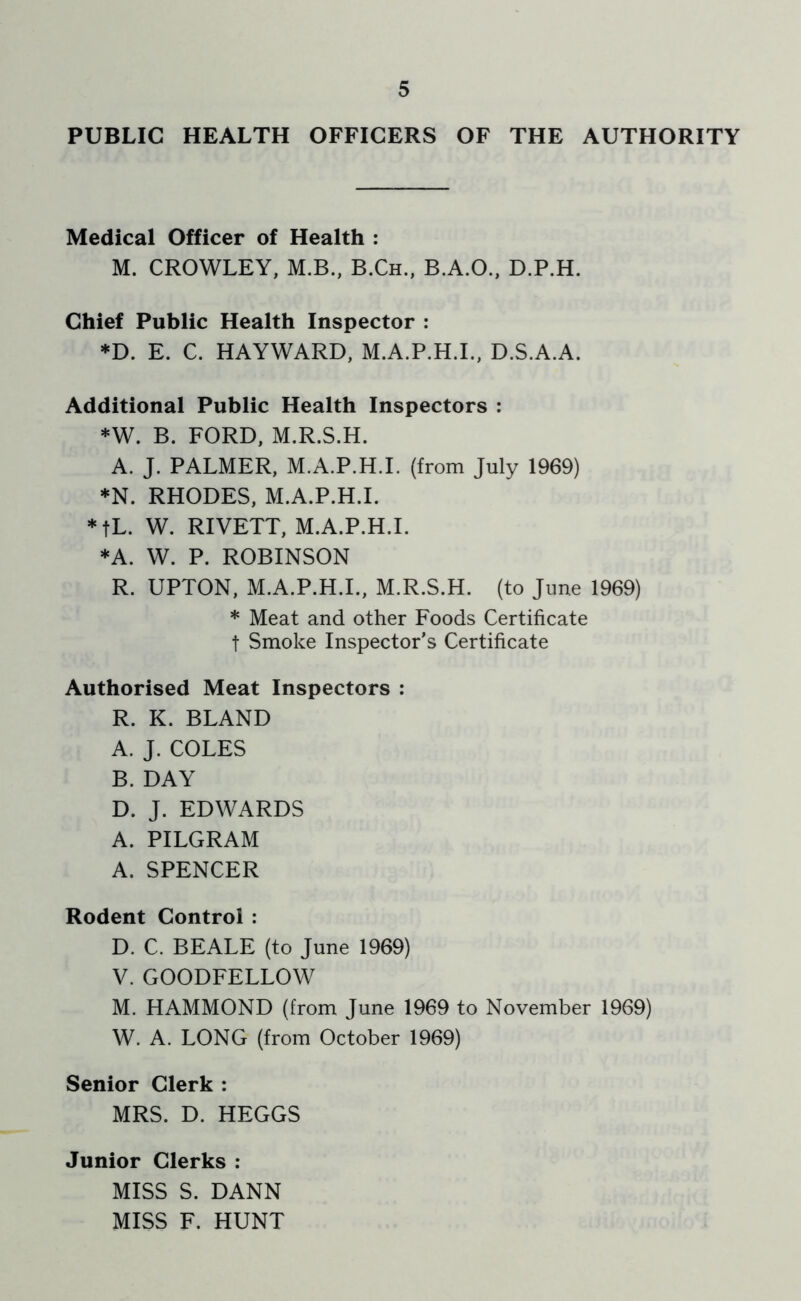 5
PUBLIC HEALTH OFFICERS OF THE AUTHORITY
Medical Officer of Health :
M. CROWLEY, M.B., B.Ch., B.A.O., D.P.H.
Chief Public Health Inspector :
*D. E. C. HAYWARD, M.A.P.H.I., D.S.A.A.
Additional Public Health Inspectors :
*W. B. FORD, M.R.S.H.
A. J. PALMER, M.A.P.H.I. (from July 1969)
*N. RHODES, M.A.P.H.I.
*†L. W. RIVETT, M.A.P.H.I.
*A. W. P. ROBINSON
R. UPTON, M.A.P.H.I., M.R.S.H. (to June 1969)
* Meat and other Foods Certificate
† Smoke Inspector's Certificate
Authorised Meat Inspectors :
R. K. BLAND
A. J. COLES
B. DAY
D. J. EDWARDS
A. PILGRAM
A. SPENCER
Rodent Control :
D. C. BEALE (to June 1969)
V. GOODFELLOW
M. HAMMOND (from June 1969 to November 1969)
W. A. LONG (from October 1969)
Senior Clerk :
MRS. D. HEGGS
Junior Clerks :
MISS S. DANN
MISS F. HUNT